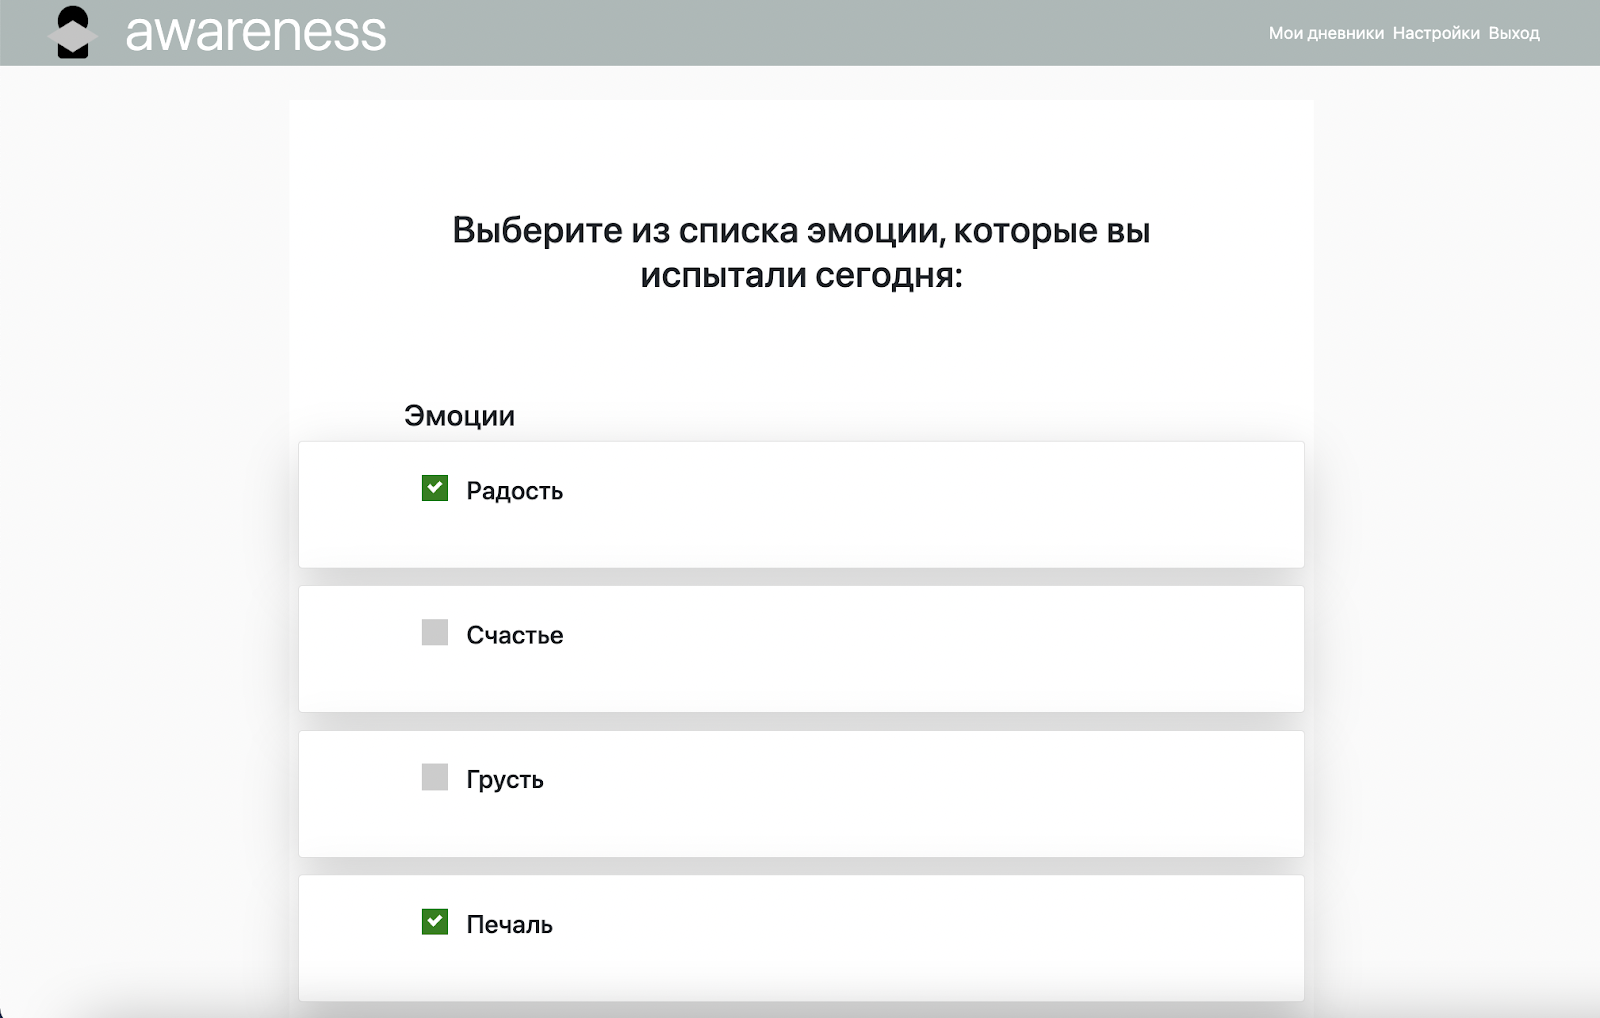 awareness
Мои дневники Настройки Выход
Выберите из списка эмоции, которые вы
испытали сегодня:
Эмоции
Радость
Счастье
Грусть
Печаль